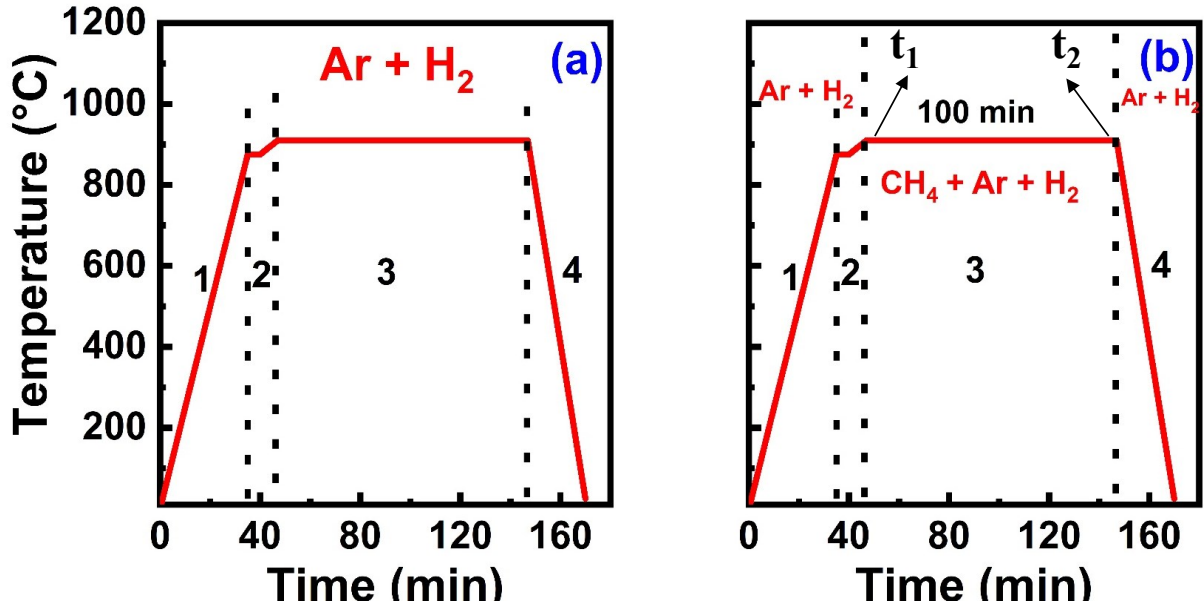 Temperature (°C)
1200
1000
800
600
400
200
Ar + H₂
(a)
1
2
3
4
0
40
80
120
160
Time (min)
Ar + H₂
t₁
t₂
(b)
Ar + H₂
100 min
CH₄ + Ar + H₂
1
2
3
4
0
40
80
120
160
Time (min)